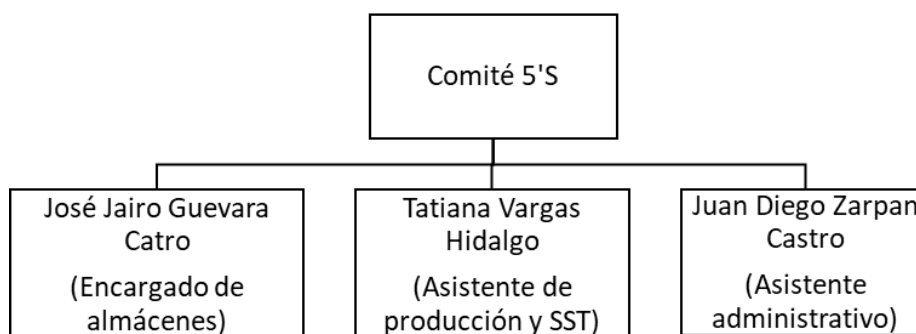 Comité 5'S
José Jairo Guevara
Catro
(Encargado de
almácenes)
Tatiana Vargas
Hidalgo
(Asistente de
producción y SST)
Juan Diego Zarpan
Castro
(Asistente
administrativo)